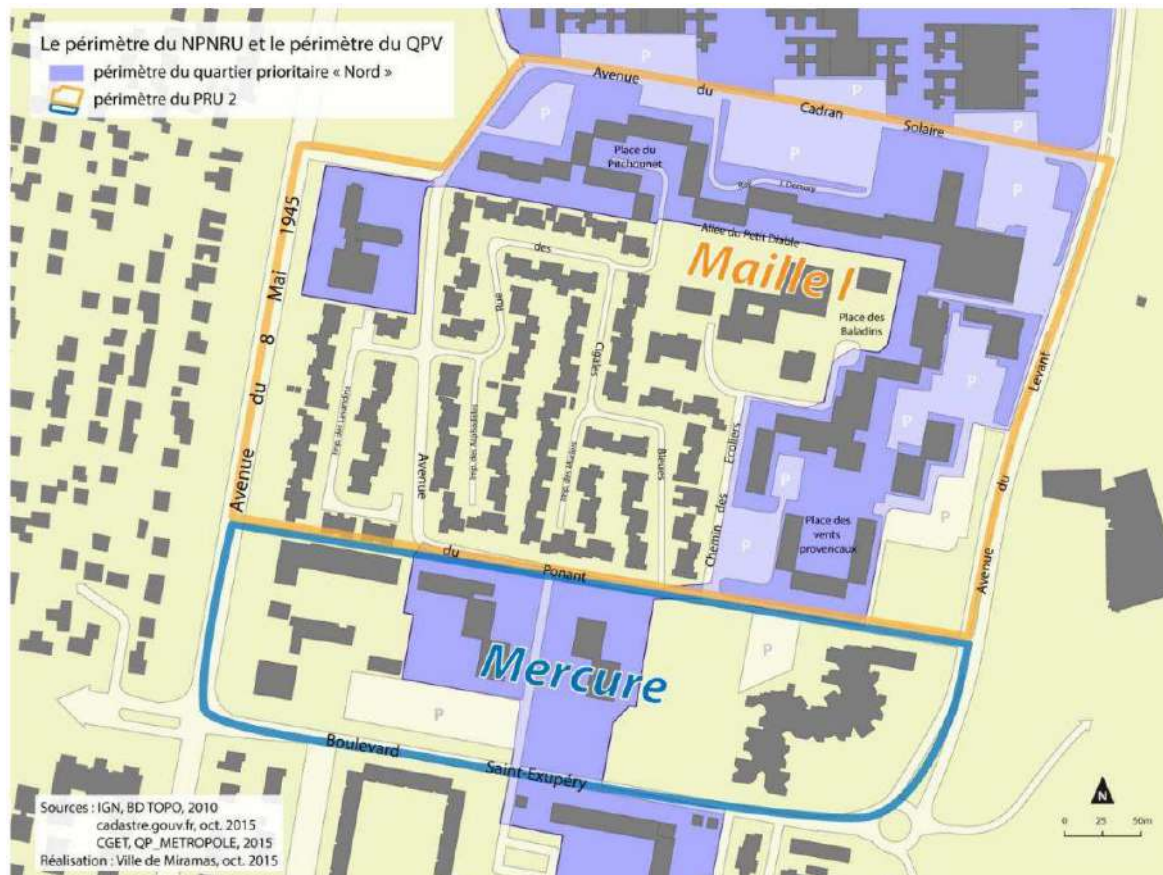 Le périmètre du NPNRU et le périmètre du QPV
périmètre du quartier prioritaire « Nord »
périmètre du PRU 2
Avenue du Cadran Solaire
P
P
P
P
P
Place du
Pitchounet
Allée du Petit Diable
Maille I
Place des
Baladins
Avenue du 8 Mai 1945
Rue des Cigales Bleues
Avenue du Ponant
Chemin des Ecoliers
P
P
P
P
P
Place des
vents
provencaux
Avenue du Levant
Mercure
P
P
Boulevard Saint-Exupéry
Sources : IGN, BD TOPO, 2010
cadastre.gouv.fr, oct. 2015
CGET, QP_METROPOLE, 2015
Réalisation : Ville de Miramas, oct. 2015
N
0 25 50m